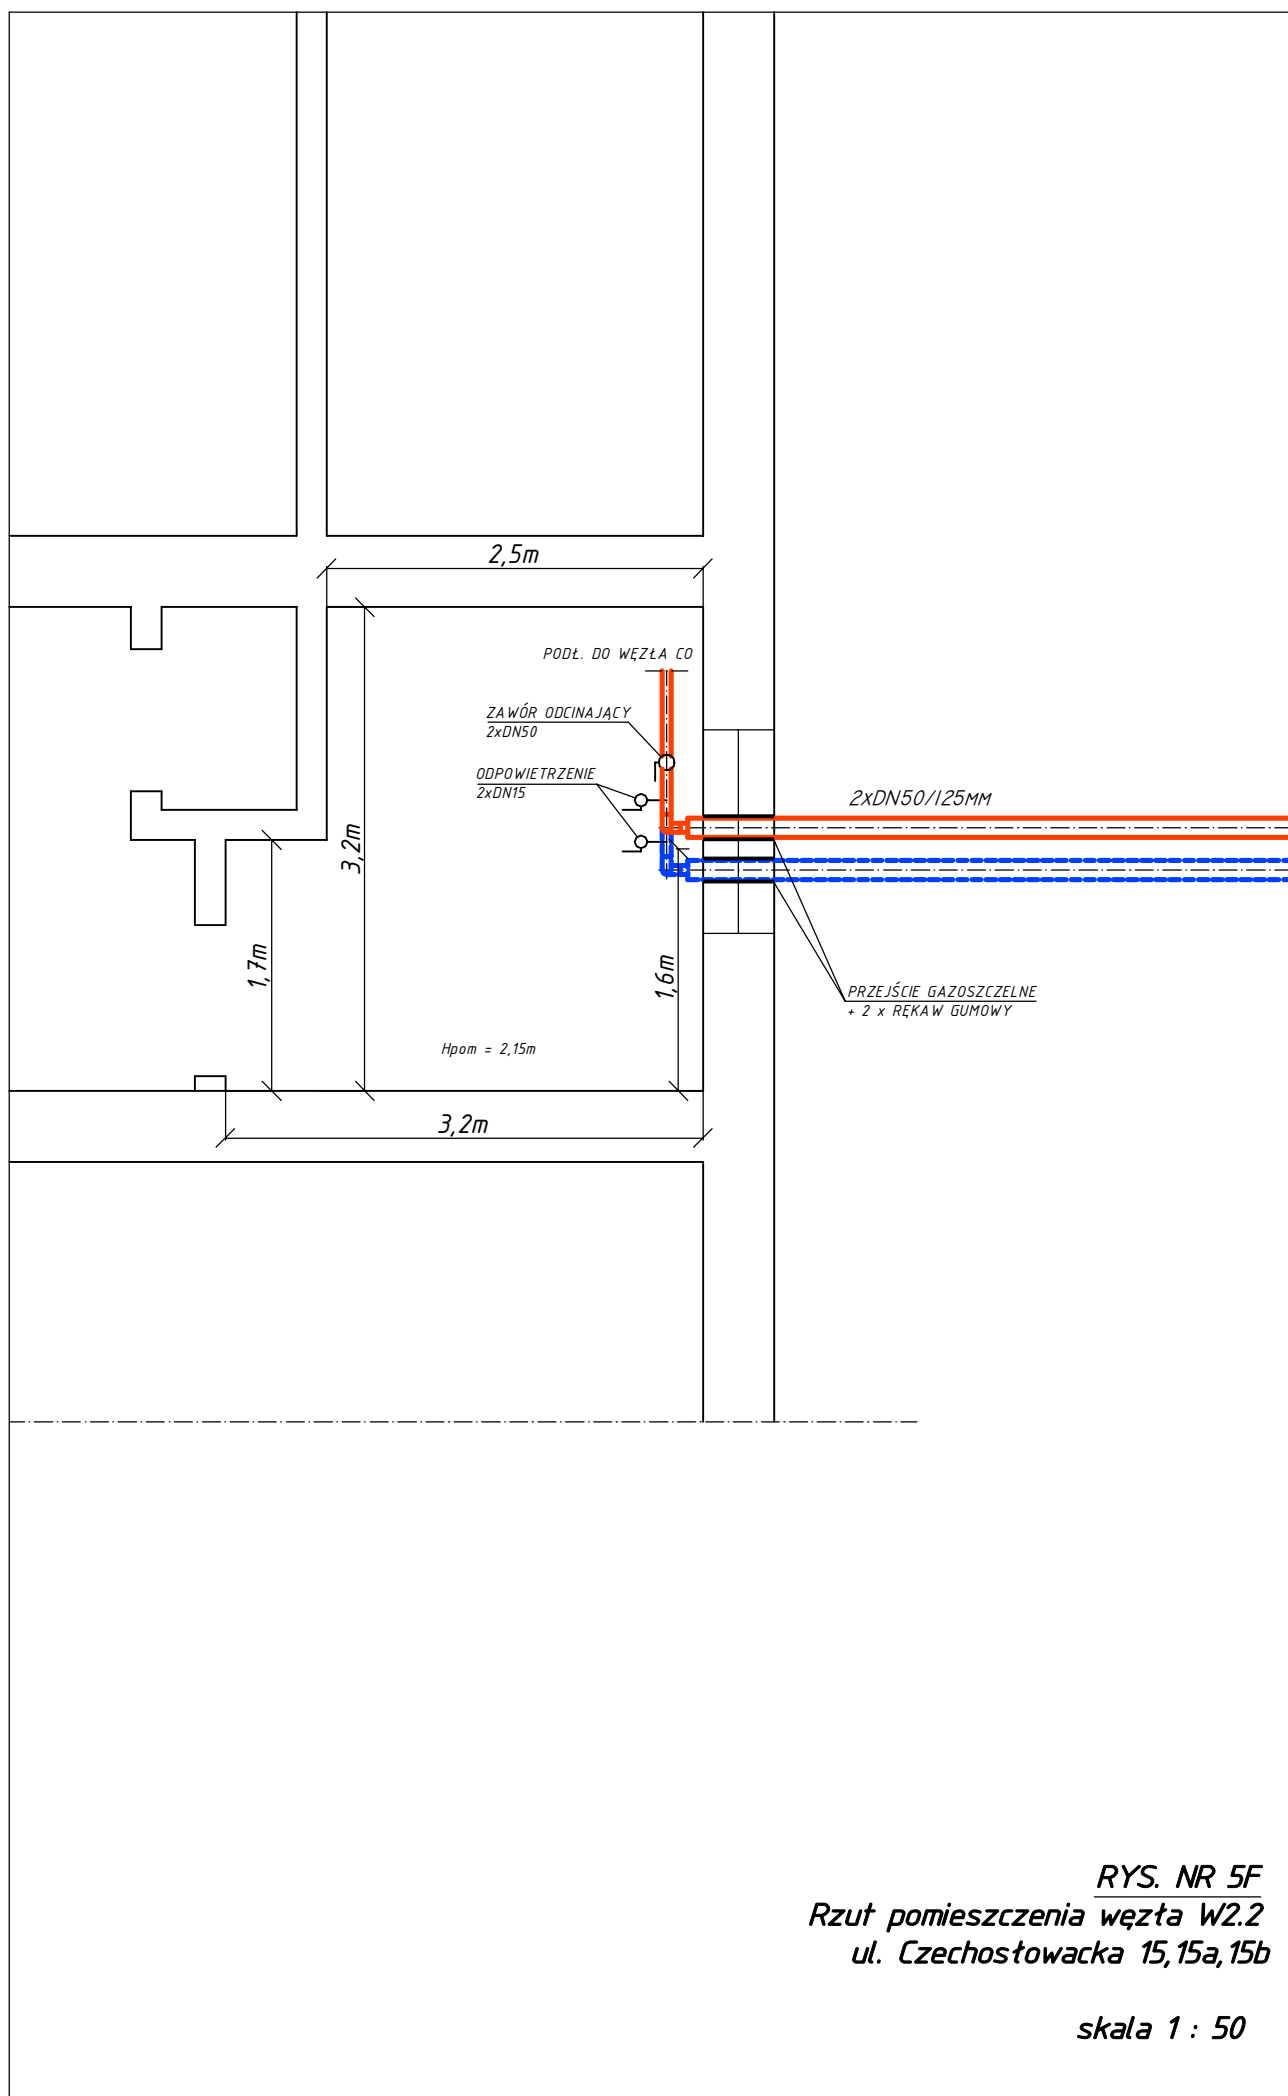 2,5m
PODŁ. DO WĘZŁA CO
ZAWÓR ODCINAJĄCY
2xDN50
ODPOWIETRZENIE
2xDN15
2xDN50/125MM
3,2m
1,7m
1,6m
PRZEJŚCIE GAZOSZCZELNE
+ 2 x RĘKAW GUMOWY
Hpom = 2,15m
3,2m
RYS. NR 5F
Rzut pomieszczenia węzła W2.2
ul. Czechosłowacka 15,15a,15b
skala 1 : 50